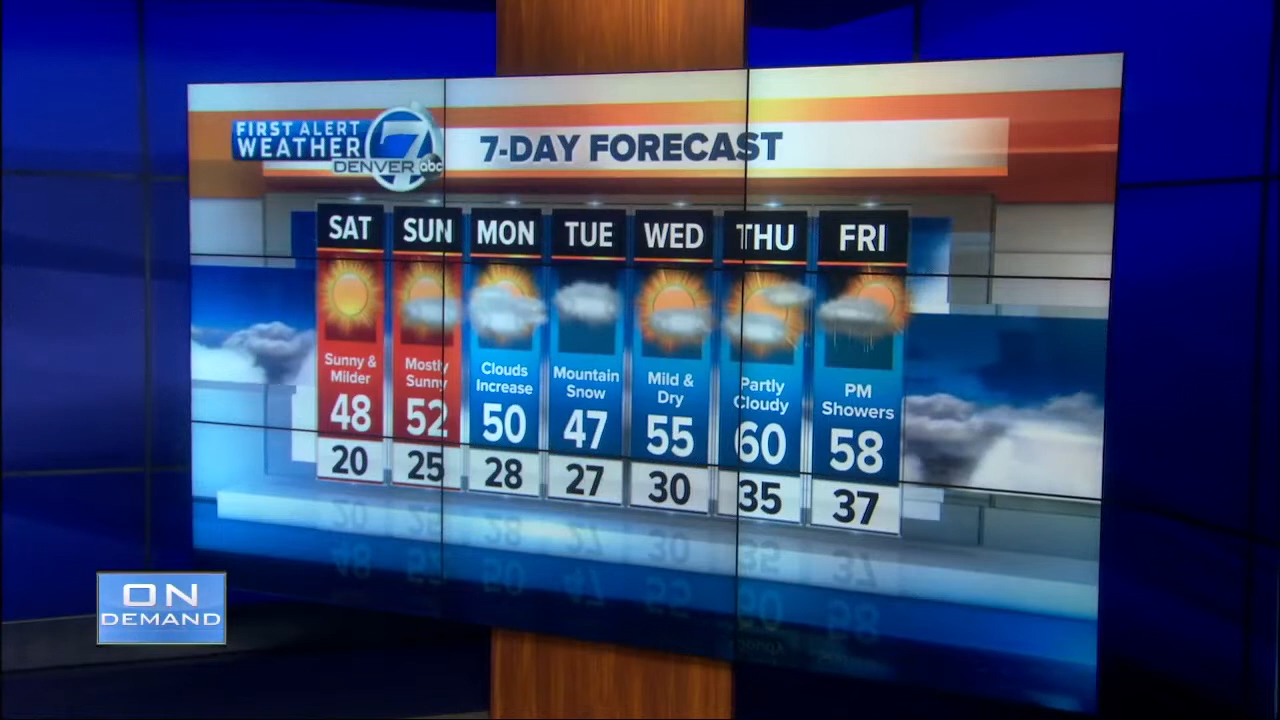 FIRST ALERT
WEATHER 7
DENVER abc
7-DAY FORECAST
SAT SUN MON TUE WED THU FRI
Sunny &
Milder
48
20
Mostly
Sunny
52
25
Clouds
Increase
50
28
Mountain
Snow
47
27
Mild &
Dry
55
30
Partly
Cloudy
60
35
PM
Showers
58
37
ON
DEMAND